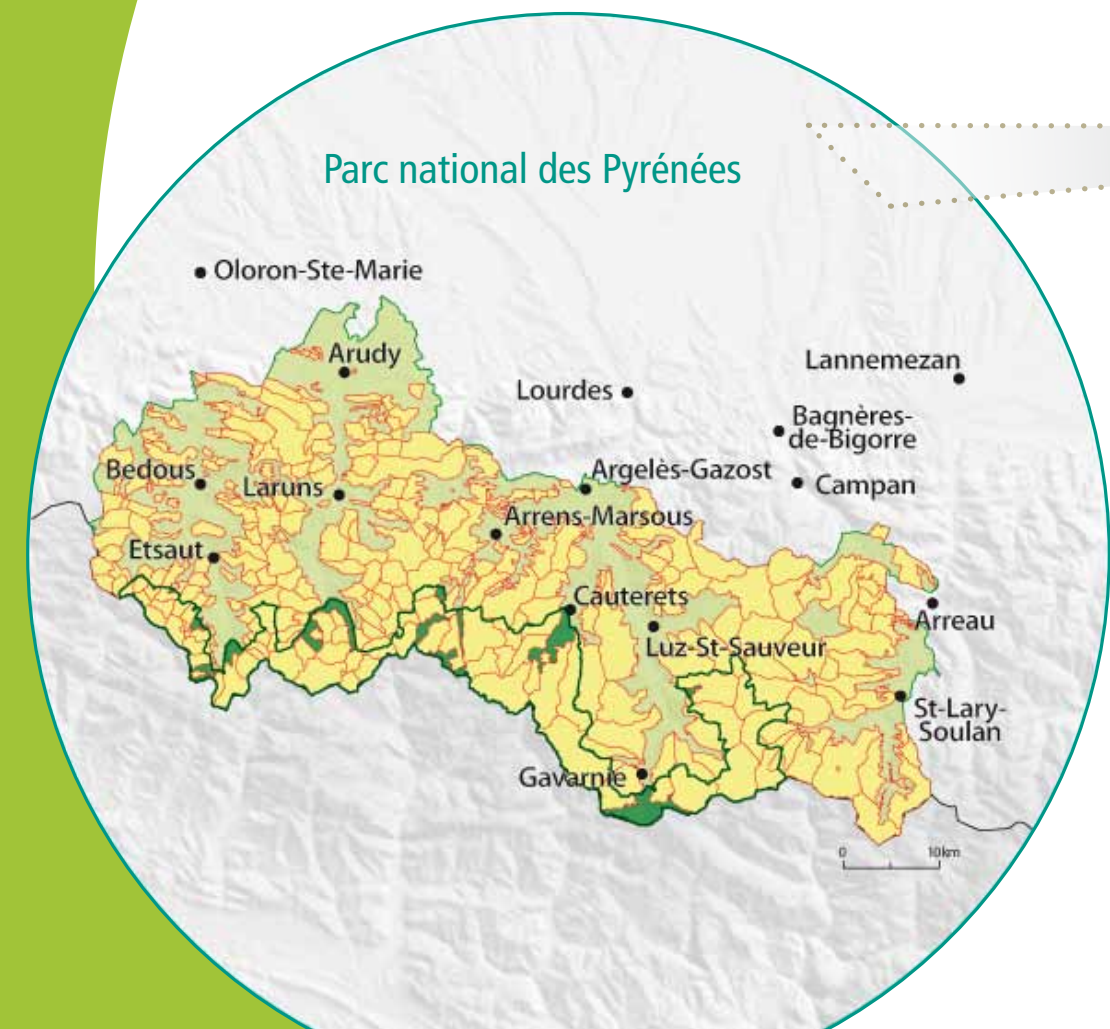 Parc national des Pyrénées
Oloron-Ste-Marie
Arudy
Lannemezan
Lourdes
Bagnères-
de-Bigorre
Bedous
Laruns
Argelès-Gazost
Campan
Arrens-Marsous
Etsaut
Cauterets
Arreau
Luz-St-Sauveur
St-Lary-
Soulan
Gavarnie
0 10km